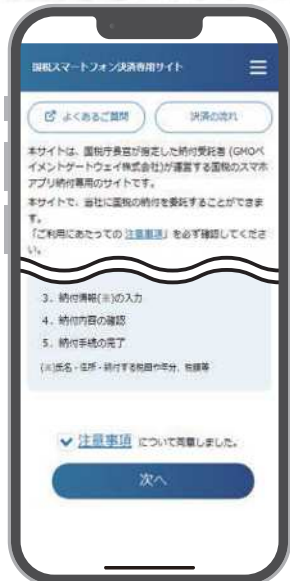 国税スマートフォン決済専用サイト
よくあるご質問
決済の流れ
本サイトは、国税庁長官が指定した納付受託者(GMOペ
イメントゲートウェイ株式会社)が運営する国税のスマホ
アプリ納付専用のサイトです。
本サイトで、当社に国税の納付を委託することができま
す。
「ご利用にあたっての注意事項」を必ず確認してくださ
い。
3. 納付情報(※)の入力
4. 納付内容の確認
5. 納付手続の完了
(※)氏名・住所・納付する税目や年分、税額等
注意事項 について同意しました。
次へ